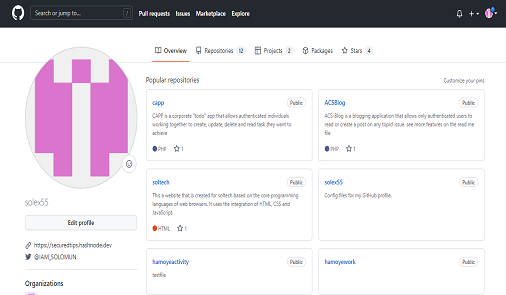 Search or jump to... /
Pull requests Issues Marketplace Explore
Overview Repositories 12 Projects 2 Packages Stars 4
Popular repositories Customize your pins
capp Public
CAPP is a corporate "todo" app that allows authenticated individuals
working together to create, update, delete and read task they want to
achieve
PHP 1
ACSBlog Public
ACS-Blog is a blogging application that allows only authenticated users to
read or create a post on any topid issue. see more features on the read me
file
PHP 1
soltech Public
This a website that is created for soltech based on the core programming
languages of web browsers. It uses the integration of HTML, CSS and
JavaScript.
HTML 1
solex55 Public
Config files for my GitHub profile.
hamoyeactivity Public
testfile
hamoyework Public
solex55
Edit profile
https://securedtips.hashnode.dev
@IAM_SOLOMUN
Organizations